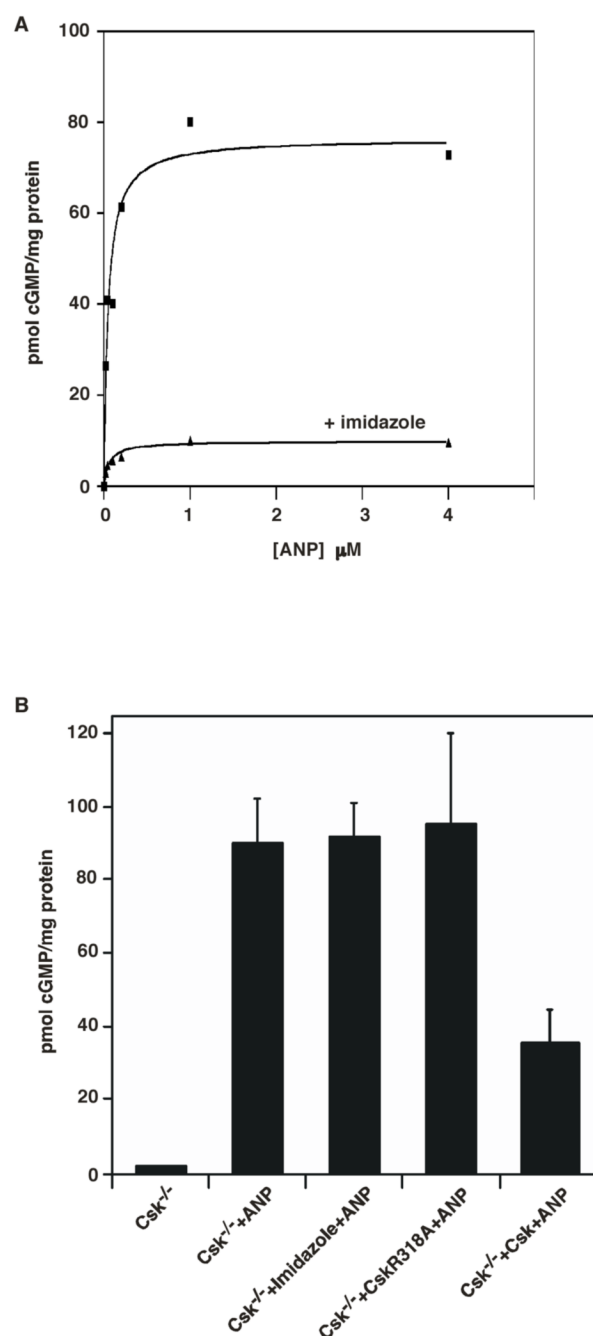 A
100
80
60
40
20
0
pmol cGMP/mg protein
+ imidazole
0 1 2 3 4
[ANP] µM
B
120
100
80
60
40
20
0
pmol cGMP/mg protein
Csk-/-
Csk-/-+ANP
Csk-/-+Imidazole+ANP
Csk-/-+CskR318A+ANP
Csk-/-+Csk+ANP